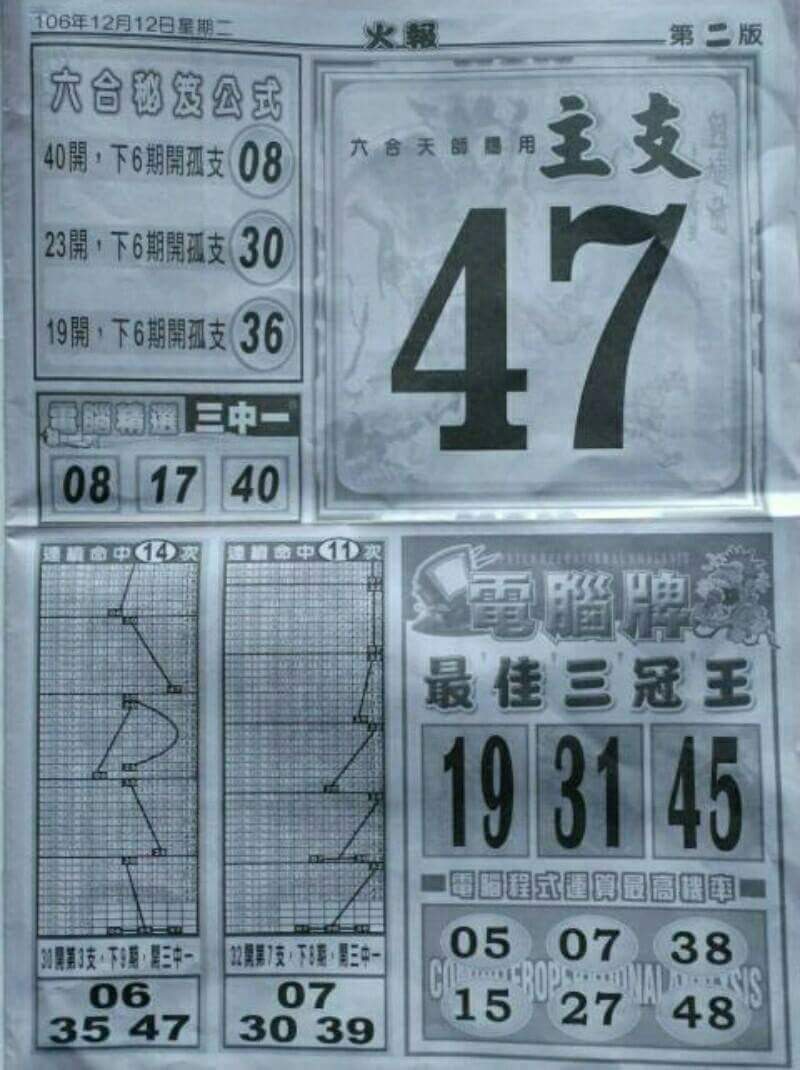 106年12月12日星期二
火報
第二版
六合秘笈公式
40開，下6期開孤支 08
23開，下6期開孤支 30
19開，下6期開孤支 36
六合天師應用 主支
47
電腦精選 三中一
08 17 40
連續命中14次
30開第3支，下9期，開三中一
06
35 47
連續命中11次
32開第7支，下8期，開三中一
07
30 39
電腦牌
最佳三冠王
19 31 45
電腦程式運算最高機率
05 07 38
15 27 48